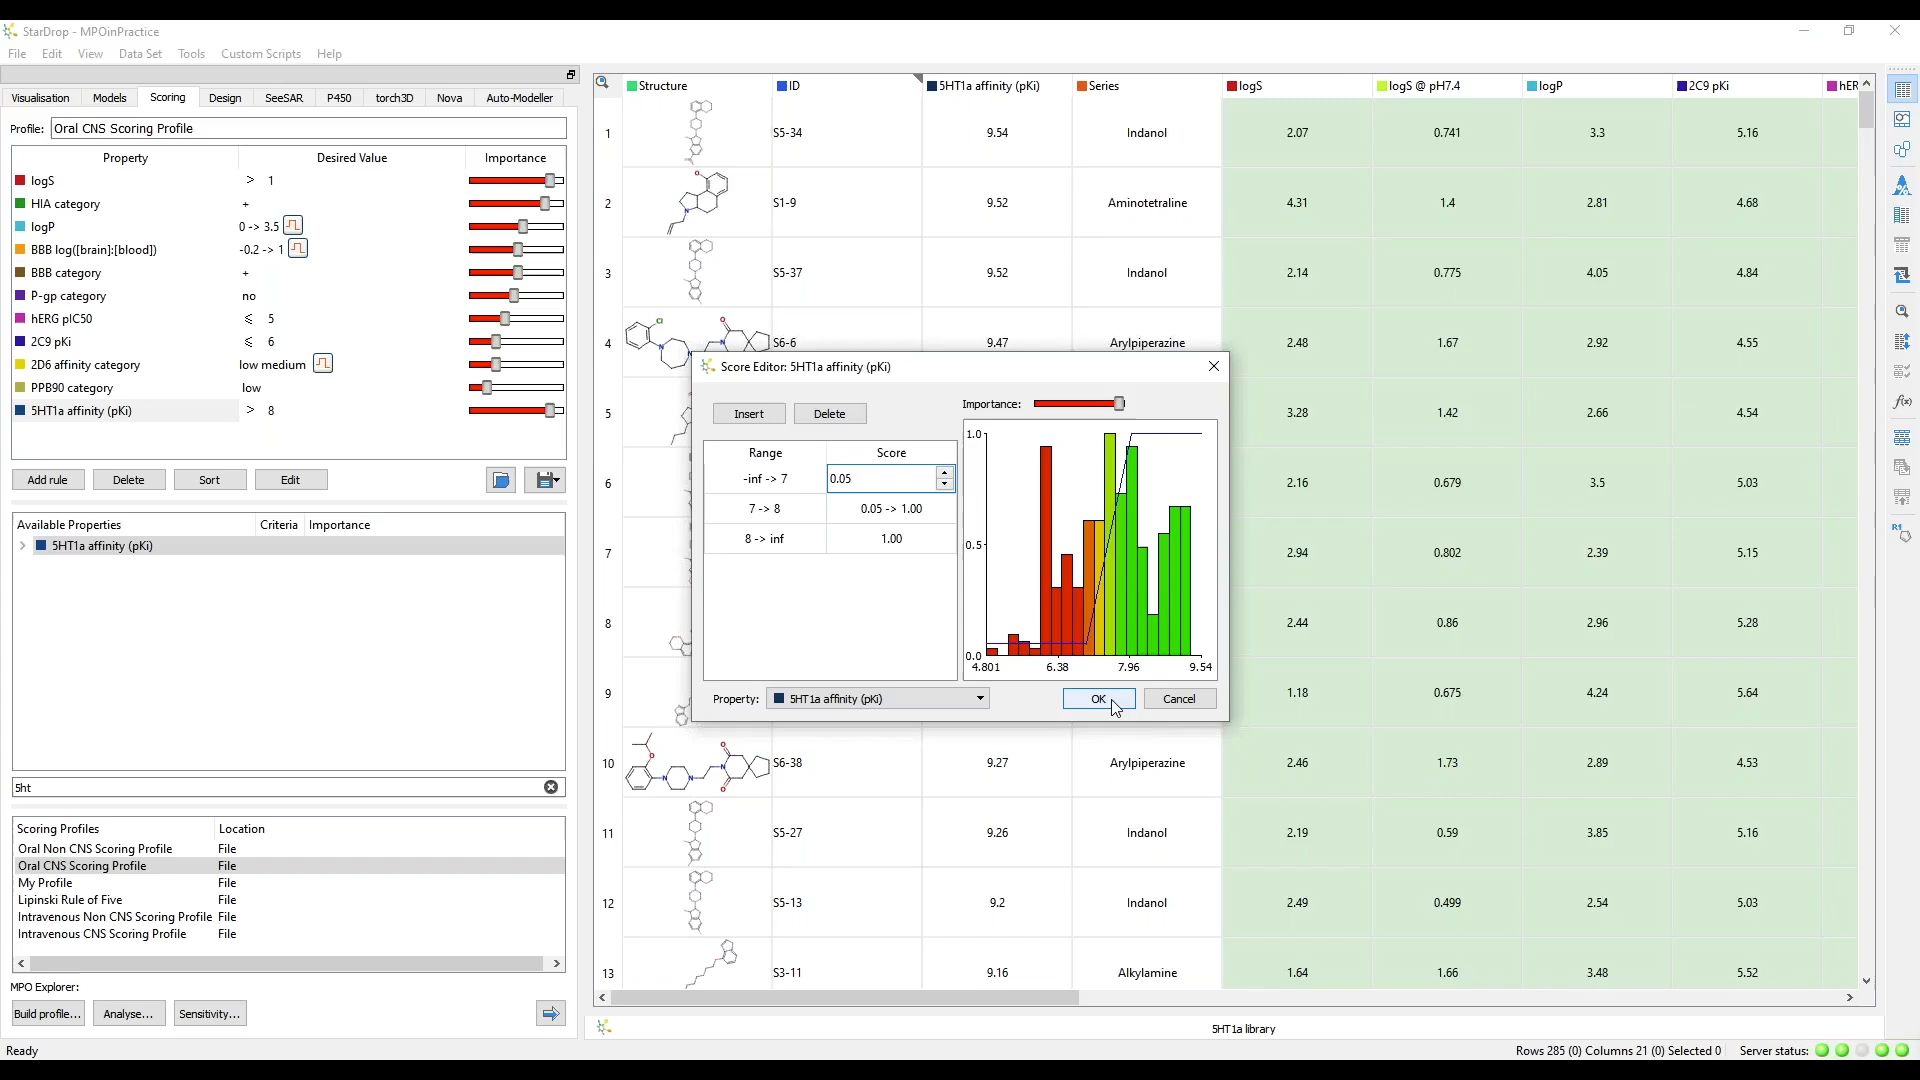 StarDrop - MPOinPractice
File Edit View Data Set Tools Custom Scripts Help
Visualisation Models Scoring Design SeeSAR P450 torch3D Nova Auto-Modeller
Profile: Oral CNS Scoring Profile
Property Desired Value Importance
logS > 1
HIA category +
logP 0 -> 3.5
BBB log([brain]:[blood]) -0.2 -> 1
BBB category +
P-gp category no
hERG pIC50 ⩽ 5
2C9 pKi ⩽ 6
2D6 affinity category low medium
PPB90 category low
5HT1a affinity (pKi) > 8
Add rule Delete Sort Edit
Available Properties Criteria Importance
5HT1a affinity (pKi)
5ht
Scoring Profiles Location
Oral Non CNS Scoring Profile File
Oral CNS Scoring Profile File
My Profile File
Lipinski Rule of Five File
Intravenous Non CNS Scoring Profile File
Intravenous CNS Scoring Profile File
MPO Explorer:
Build profile... Analyse... Sensitivity...
Structure ID 5HT1a affinity (pKi) Series logS logS @ pH7.4 logP 2C9 pKi hER
1 S5-34 9.54 Indanol 2.07 0.741 3.3 5.16
2 S1-9 9.52 Aminotetraline 4.31 1.4 2.81 4.68
3 S5-37 9.52 Indanol 2.14 0.775 4.05 4.84
4 S6-6 9.47 Arylpiperazine 2.48 1.67 2.92 4.55
5 3.28 1.42 2.66 4.54
6 2.16 0.679 3.5 5.03
7 2.94 0.802 2.39 5.15
8 2.44 0.86 2.96 5.28
9 1.18 0.675 4.24 5.64
10 S6-38 9.27 Arylpiperazine 2.46 1.73 2.89 4.53
11 S5-27 9.26 Indanol 2.19 0.59 3.85 5.16
12 S5-13 9.2 Indanol 2.49 0.499 2.54 5.03
13 S3-11 9.16 Alkylamine 1.64 1.66 3.48 5.52
Score Editor: 5HT1a affinity (pKi)
Insert Delete Importance:
Range Score
-inf -> 7 0.05
7 -> 8 0.05 -> 1.00
8 -> inf 1.00
1.0
0.5
0.0
4.801 6.38 7.96 9.54
Property: 5HT1a affinity (pKi) OK Cancel
5HT1a library
Ready Rows 285 (0) Columns 21 (0) Selected 0 Server status: